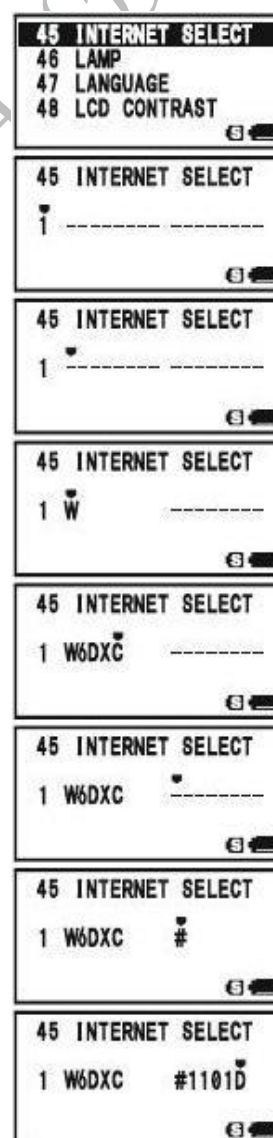 45 INTERNET SELECT
46 LAMP
47 LANGUAGE
48 LCD CONTRAST
S
45 INTERNET SELECT
1 -------- --------
S
45 INTERNET SELECT
1 -------- --------
S
45 INTERNET SELECT
1 W --------
S
45 INTERNET SELECT
1 W6DXC --------
S
45 INTERNET SELECT
1 W6DXC --------
S
45 INTERNET SELECT
1 W6DXC #
S
45 INTERNET SELECT
1 W6DXC #1101D
S